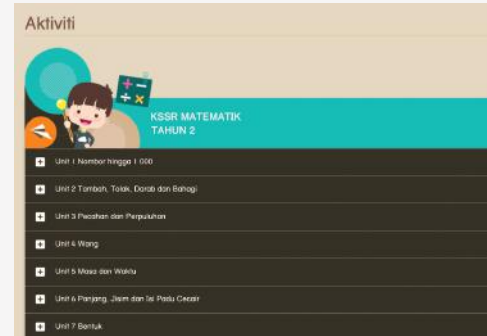 Aktiviti
KSSR MATEMATIK
TAHUN 2
Unit 1 Nombor hingga 1 000
Unit 2 Tambah, Tolak, Darab dan Bahagi
Unit 3 Pecahan dan Perpuluhan
Unit 4 Wang
Unit 5 Masa dan Waktu
Unit 6 Panjang, Jisim dan Isi Padu Cecair
Unit 7 Bentuk